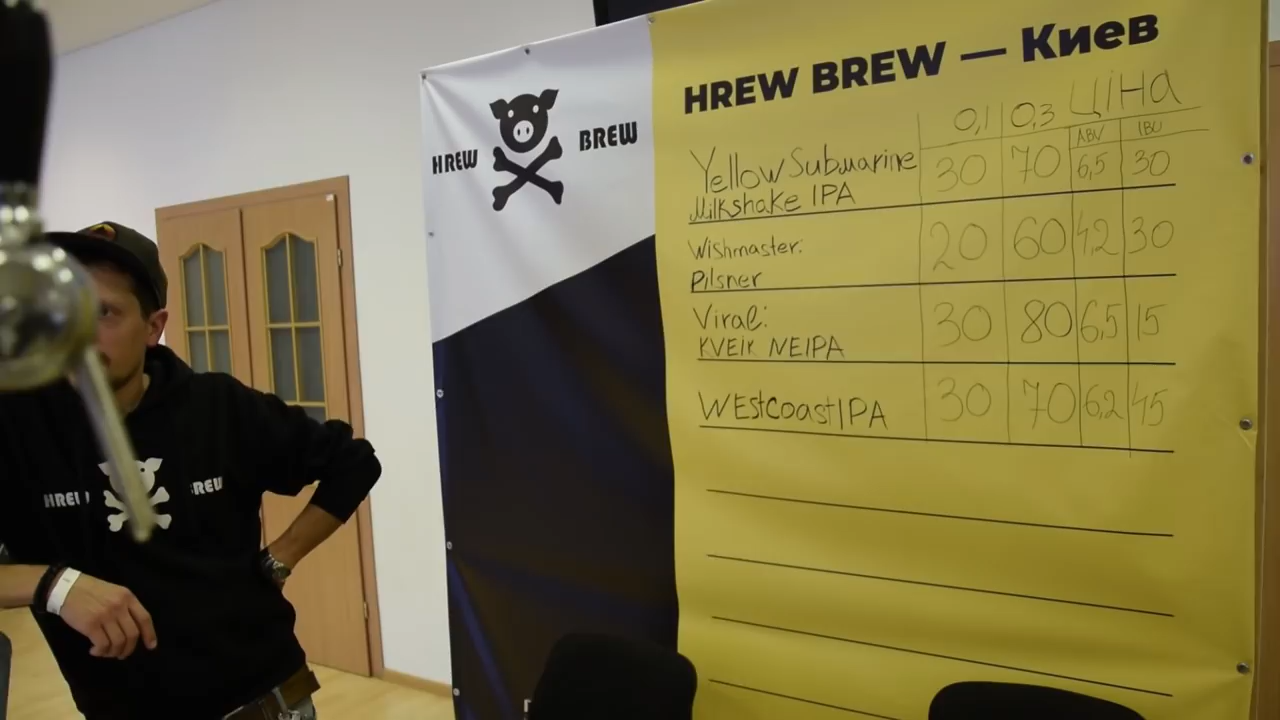 HREW BREW
HREW BREW — Киев
0,1 0,3 ЦІНА
ABV IBU
Yellow Submarine 30 70 6,5 30
Milkshake IPA
Wishmaster: 20 60 4,2 30
Pilsner
Viral: 30 80 6,5 15
KVEIK NEIPA
WEstcoast IPA 30 70 6,2 45
HREW BREW